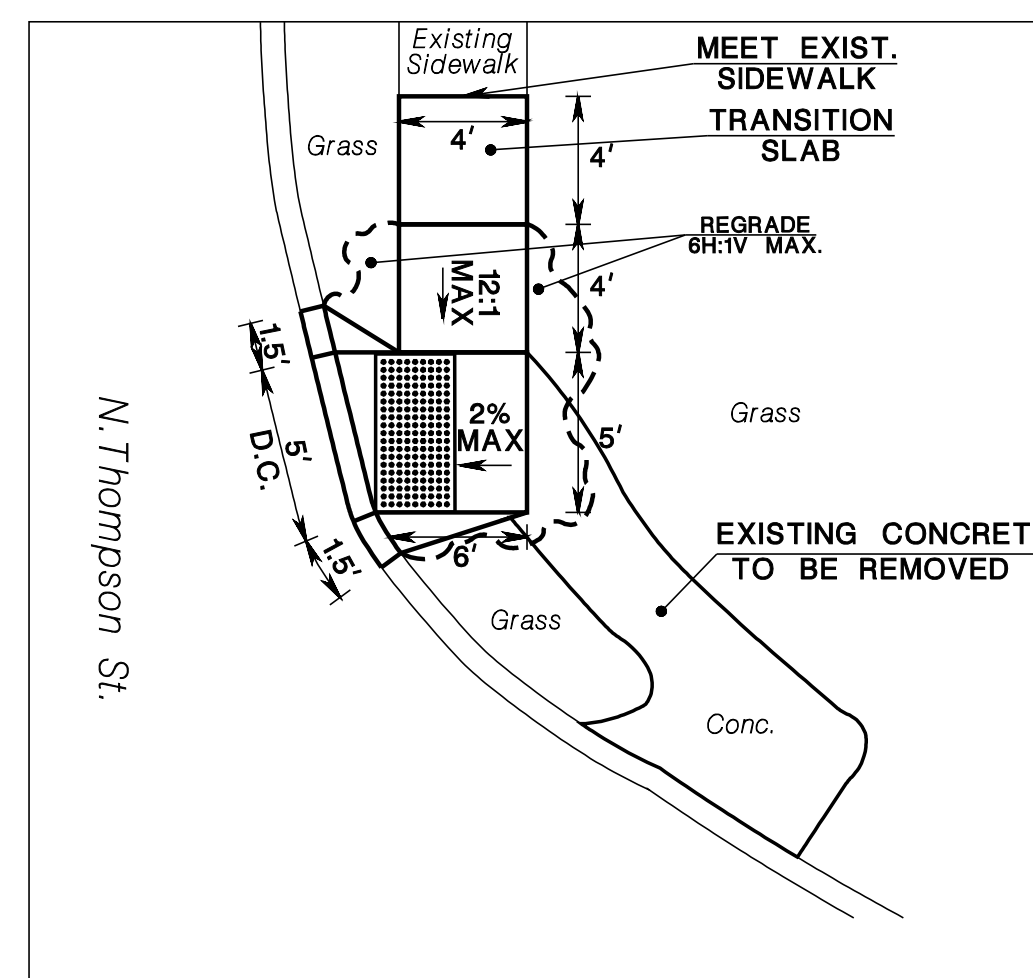 Existing
Sidewalk
MEET EXIST.
SIDEWALK
Grass
4'
4'
TRANSITION
SLAB
REGRADE
6H:1V MAX.
12:1
MAX
4'
1.5'
5'
D.C.
1.5'
2%
MAX
5'
6'
Grass
N. Thompson St.
EXISTING CONCRET
TO BE REMOVED
Grass
Conc.